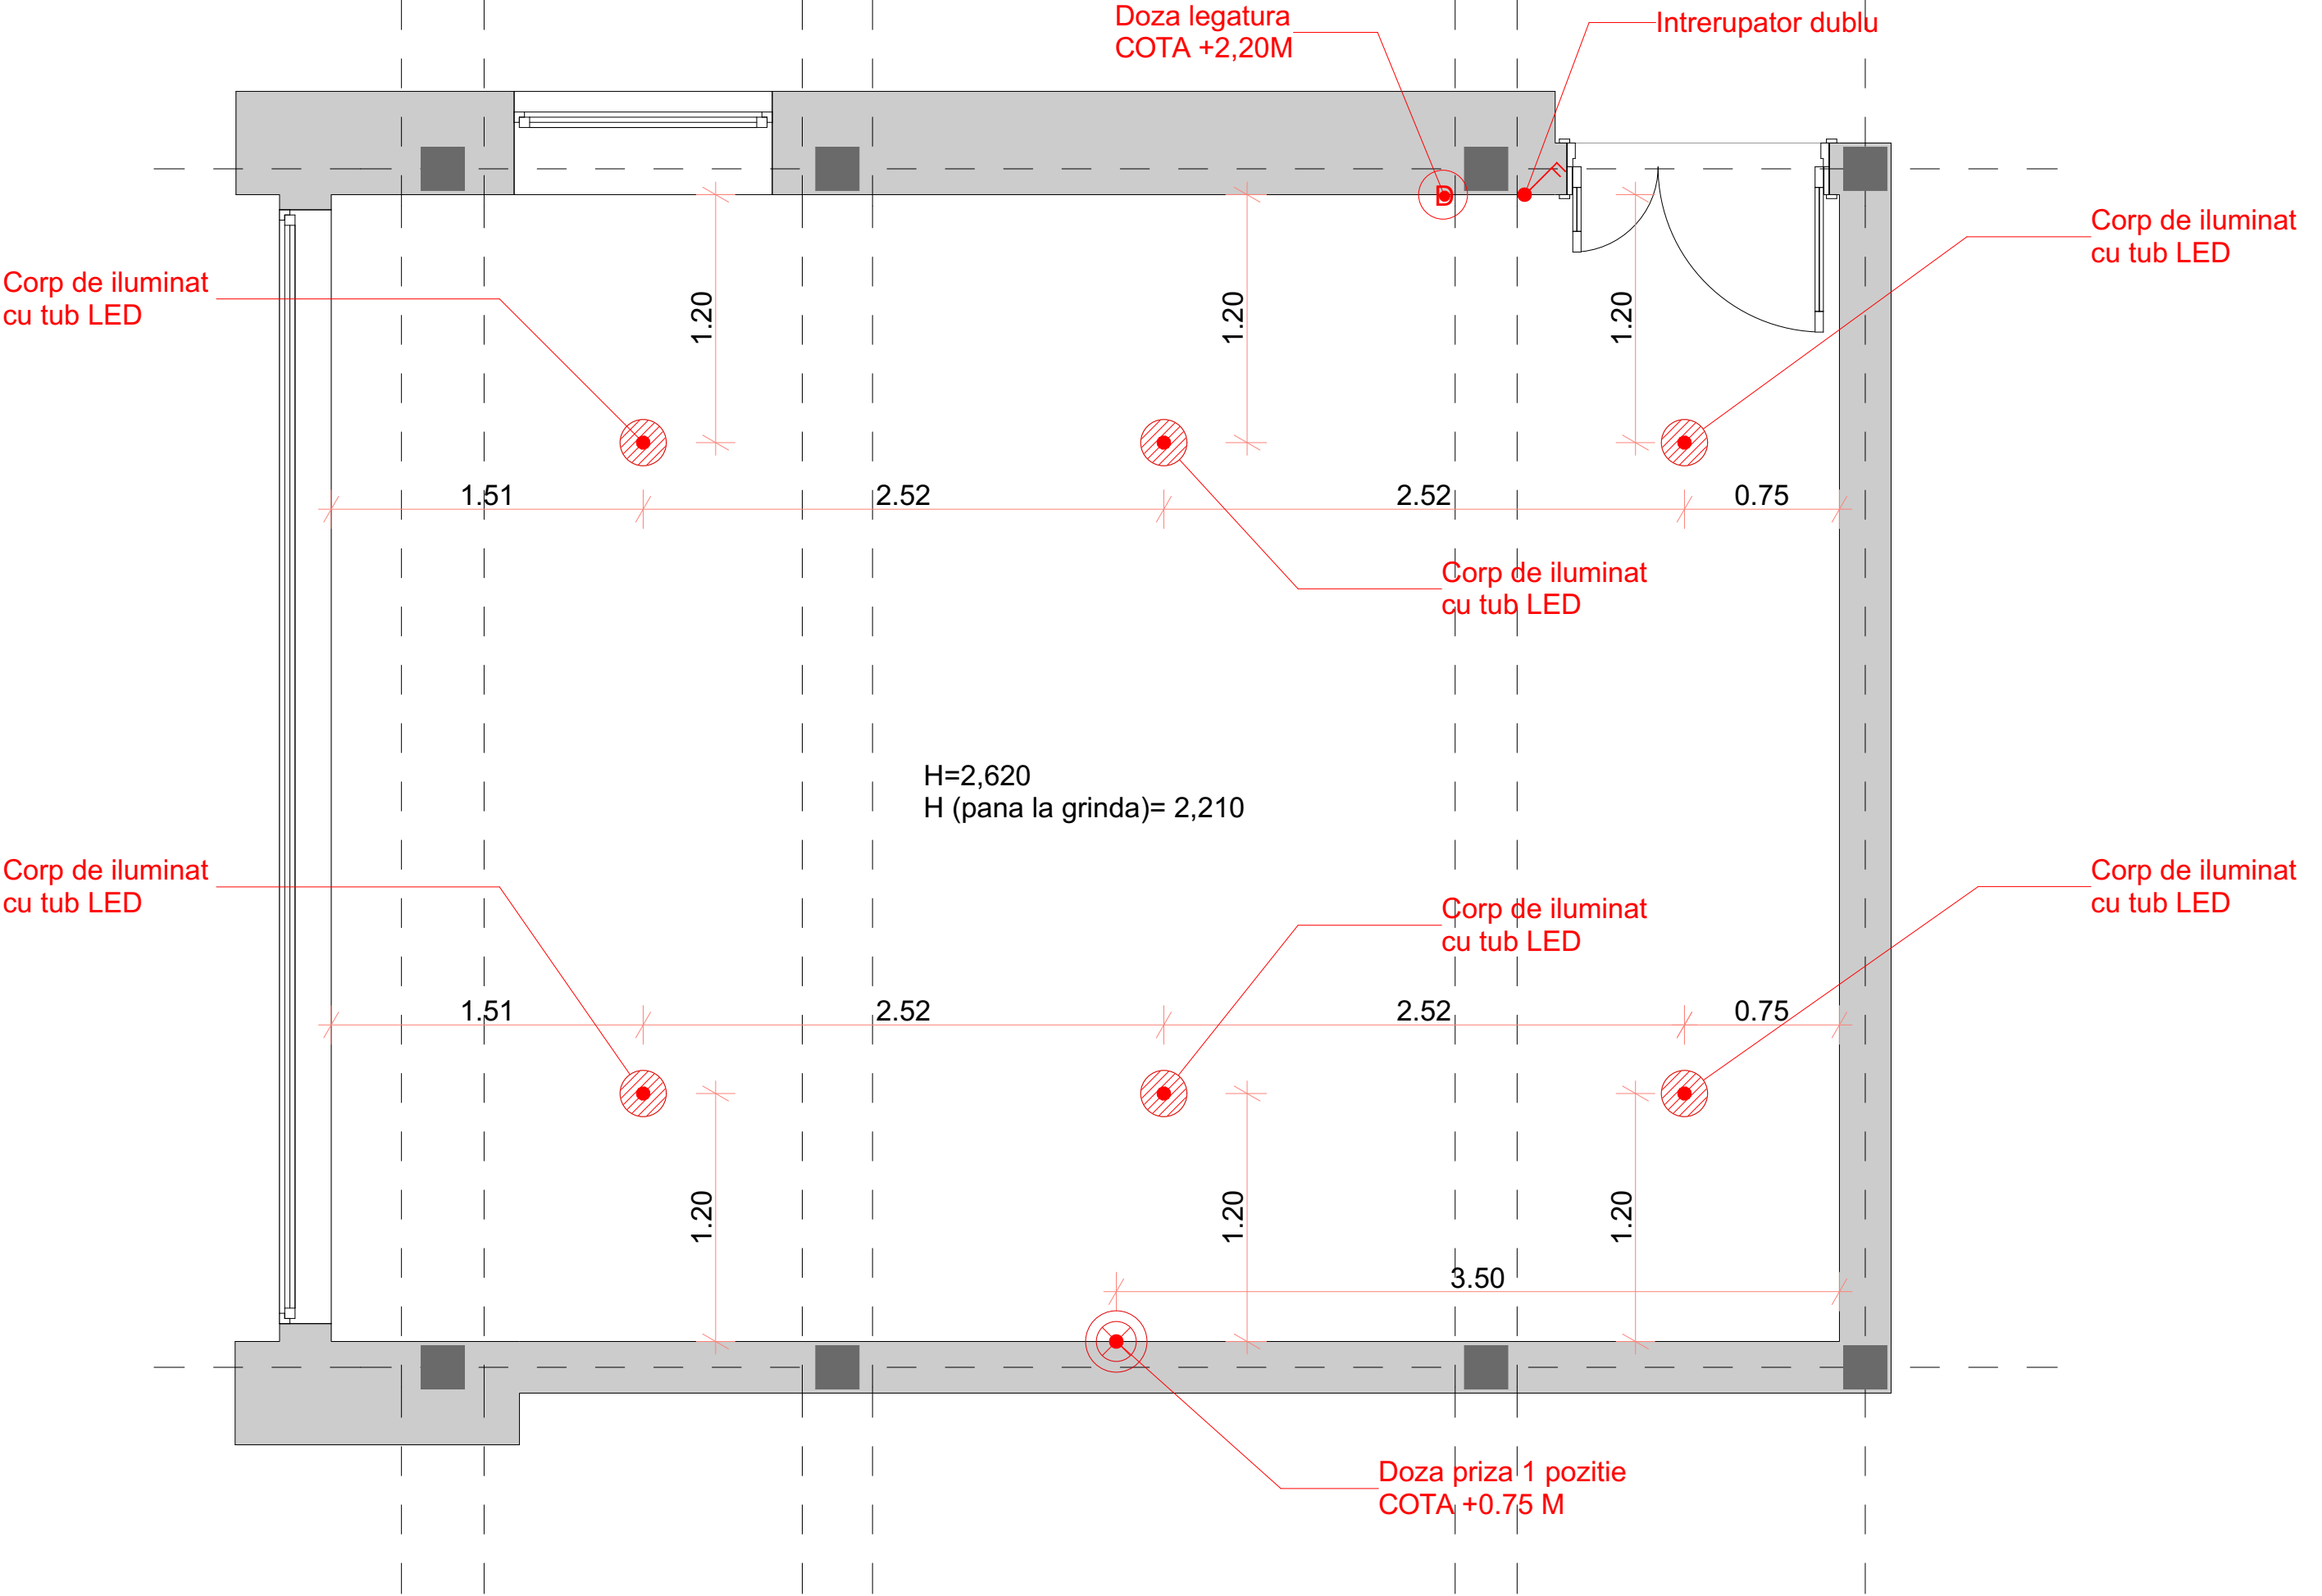 Doza legatura
COTA +2,20M
Intrerupator dublu
D
Corp de iluminat
cu tub LED
Corp de iluminat
cu tub LED
1.20
1.20
1.20
1.51
2.52
2.52
0.75
Corp de iluminat
cu tub LED
H=2,620
H (pana la grinda)= 2,210
Corp de iluminat
cu tub LED
Corp de iluminat
cu tub LED
Corp de iluminat
cu tub LED
1.51
2.52
2.52
0.75
1.20
1.20
1.20
3.50
Doza priza 1 pozitie
COTA +0.75 M